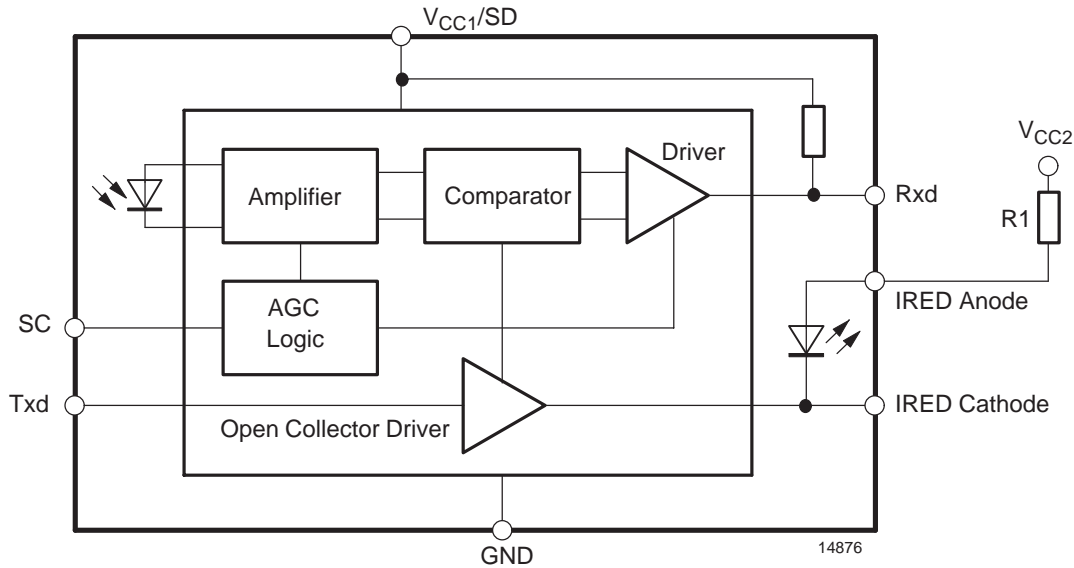 VCC1/SD
Driver
VCC2
Amplifier
Comparator
Rxd
R1
AGC
Logic
IRED Anode
SC
Txd
Open Collector Driver
IRED Cathode
GND
14876